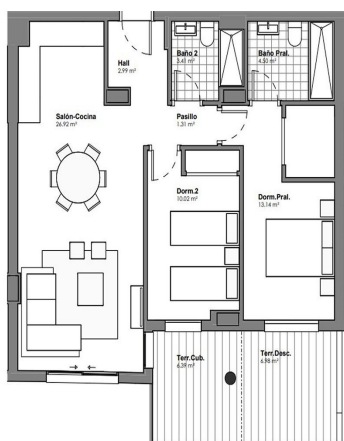 Baño 2
3.41 m²
Baño Pral.
4.50 m²
Hall
2.99 m²
Salón-Cocina
26.92 m²
Pasillo
1.31 m²
Dorm.2
10.02 m²
Dorm.Pral.
13.14 m²
Terr.Cub.
6.39 m²
Terr.Desc.
6.98 m²